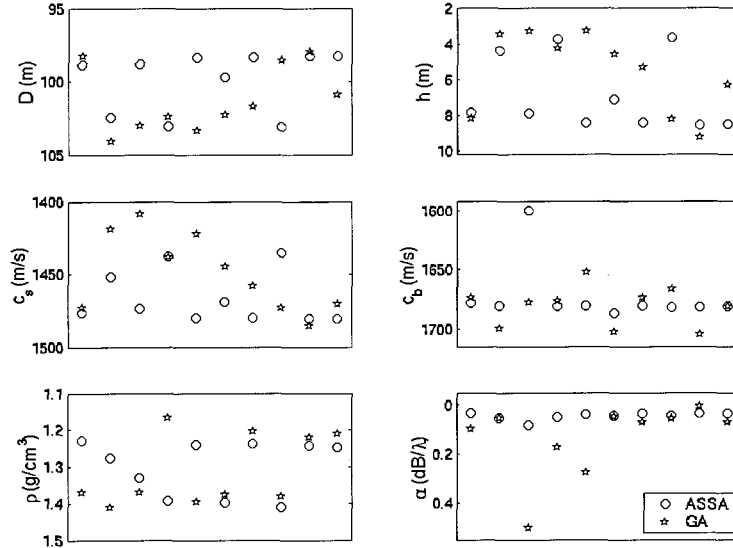 95
100
105
D (m)
2
4
6
8
10
h (m)
1400
1450
1500
c_s (m/s)
1600
1650
1700
c_b (m/s)
1.1
1.2
1.3
1.4
1.5
ρ (g/cm³)
0
0.2
0.4
α (dB/λ)
ASSA
GA